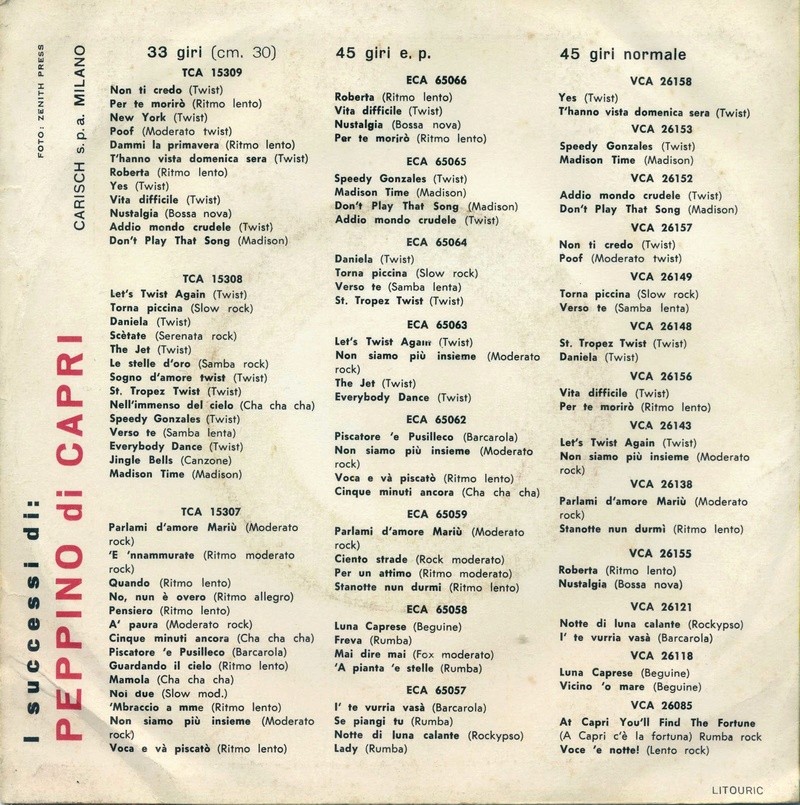 FOTO: ZENITH PRESS
CARISCH s.p.a. MILANO
I successi di:
PEPPINO di CAPRI
33 giri (cm. 30)
TCA 15309
Non ti credo (Twist)
Per te morirò (Ritmo lento)
New York (Twist)
Poof (Moderato twist)
Dammi la primavera (Ritmo lento)
T'hanno vista domenica sera (Twist)
Roberta (Ritmo lento)
Yes (Twist)
Vita difficile (Twist)
Nustalgia (Bossa nova)
Addio mondo crudele (Twist)
Don't Play That Song (Madison)
TCA 15308
Let's Twist Again (Twist)
Torna piccina (Slow rock)
Daniela (Twist)
Scètate (Serenata rock)
The Jet (Twist)
Le stelle d'oro (Samba rock)
Sogno d'amore twist (Twist)
St. Tropez Twist (Twist)
Nell'immenso del cielo (Cha cha cha)
Speedy Gonzales (Twist)
Verso te (Samba lenta)
Everybody Dance (Twist)
Jingle Bells (Canzone)
Madison Time (Madison)
TCA 15307
Parlami d'amore Mariù (Moderato
rock)
'E 'nnammurate (Ritmo moderato
rock)
Quando (Ritmo lento)
No, nun è overo (Ritmo allegro)
Pensiero (Ritmo lento)
A' paura (Moderato rock)
Cinque minuti ancora (Cha cha cha)
Piscatore 'e Pusilleco (Barcarola)
Guardando il cielo (Ritmo lento)
Mamola (Cha cha cha)
Noi due (Slow mod.)
'Mbraccio a mme (Ritmo lento)
Non siamo più insieme (Moderato
rock)
Voca e và piscatò (Ritmo lento)
45 giri e. p.
ECA 65066
Roberta (Ritmo lento)
Vita difficile (Twist)
Nustalgia (Bossa nova)
Per te morirò (Ritmo lento)
ECA 65065
Speedy Gonzales (Twist)
Madison Time (Madison)
Don't Play That Song (Madison)
Addio mondo crudele (Twist)
ECA 65064
Daniela (Twist)
Torna piccina (Slow rock)
Verso te (Samba lenta)
St. Tropez Twist (Twist)
ECA 65063
Let's Twist Again (Twist)
Non siamo più insieme (Moderato
rock)
The Jet (Twist)
Everybody Dance (Twist)
ECA 65062
Piscatore 'e Pusilleco (Barcarola)
Non siamo più insieme (Moderato
rock)
Voca e và piscatò (Ritmo lento)
Cinque minuti ancora (Cha cha cha)
ECA 65059
Parlami d'amore Mariù (Moderato
rock)
Ciento strade (Rock moderato)
Per un attimo (Ritmo moderato)
Stanotte nun durmi (Ritmo lento)
ECA 65058
Luna Caprese (Beguine)
Freva (Rumba)
Mai dire mai (Fox moderato)
'A pianta 'e stelle (Rumba)
ECA 65057
I' te vurria vasà (Barcarola)
Se piangi tu (Rumba)
Notte di luna calante (Rockypso)
Lady (Rumba)
45 giri normale
VCA 26158
Yes (Twist)
T'hanno vista domenica sera (Twist)
VCA 26153
Speedy Gonzales (Twist)
Madison Time (Madison)
VCA 26152
Addio mondo crudele (Twist)
Don't Play That Song (Madison)
VCA 26157
Non ti credo (Twist)
Poof (Moderato twist)
VCA 26149
Torna piccina (Slow rock)
Verso te (Samba lenta)
VCA 26148
St. Tropez Twist (Twist)
Daniela (Twist)
VCA 26156
Vita difficile (Twist)
Per te morirò (Ritmo lento)
VCA 26143
Let's Twist Again (Twist)
Non siamo più insieme (Moderato
rock)
VCA 26138
Parlami d'amore Mariù (Moderato
rock)
Stanotte nun durmì (Ritmo lento)
VCA 26155
Roberta (Ritmo lento)
Nustalgia (Bossa nova)
VCA 26121
Notte di luna calante (Rockypso)
I' te vurria vasà (Barcarola)
VCA 26118
Luna Caprese (Beguine)
Vicino 'o mare (Beguine)
VCA 26085
At Capri You'll Find The Fortune
(A Capri c'è la fortuna) Rumba rock
Voce 'e notte! (Lento rock)
LITOURIC